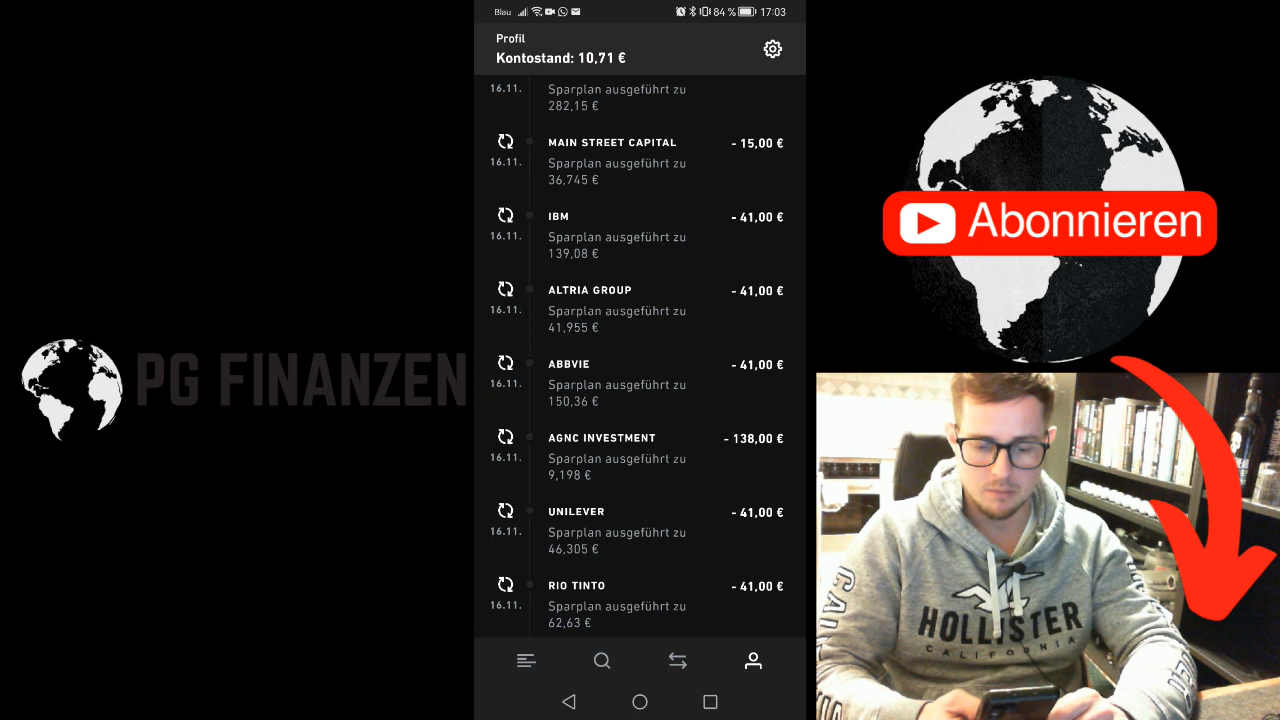 Blau
84 %
17:03
Profil
Kontostand: 10,71 €
16.11.
Sparplan ausgeführt zu
282,15 €
MAIN STREET CAPITAL
- 15,00 €
16.11.
Sparplan ausgeführt zu
36,745 €
IBM
- 41,00 €
16.11.
Sparplan ausgeführt zu
139,08 €
ALTRIA GROUP
- 41,00 €
16.11.
Sparplan ausgeführt zu
41,955 €
ABBVIE
- 41,00 €
16.11.
Sparplan ausgeführt zu
150,36 €
AGNC INVESTMENT
- 138,00 €
16.11.
Sparplan ausgeführt zu
9,198 €
UNILEVER
- 41,00 €
16.11.
Sparplan ausgeführt zu
46,305 €
RIO TINTO
- 41,00 €
16.11.
Sparplan ausgeführt zu
62,63 €
PG FINANZEN
Abonnieren
HOLLISTER
CALIFORNIA